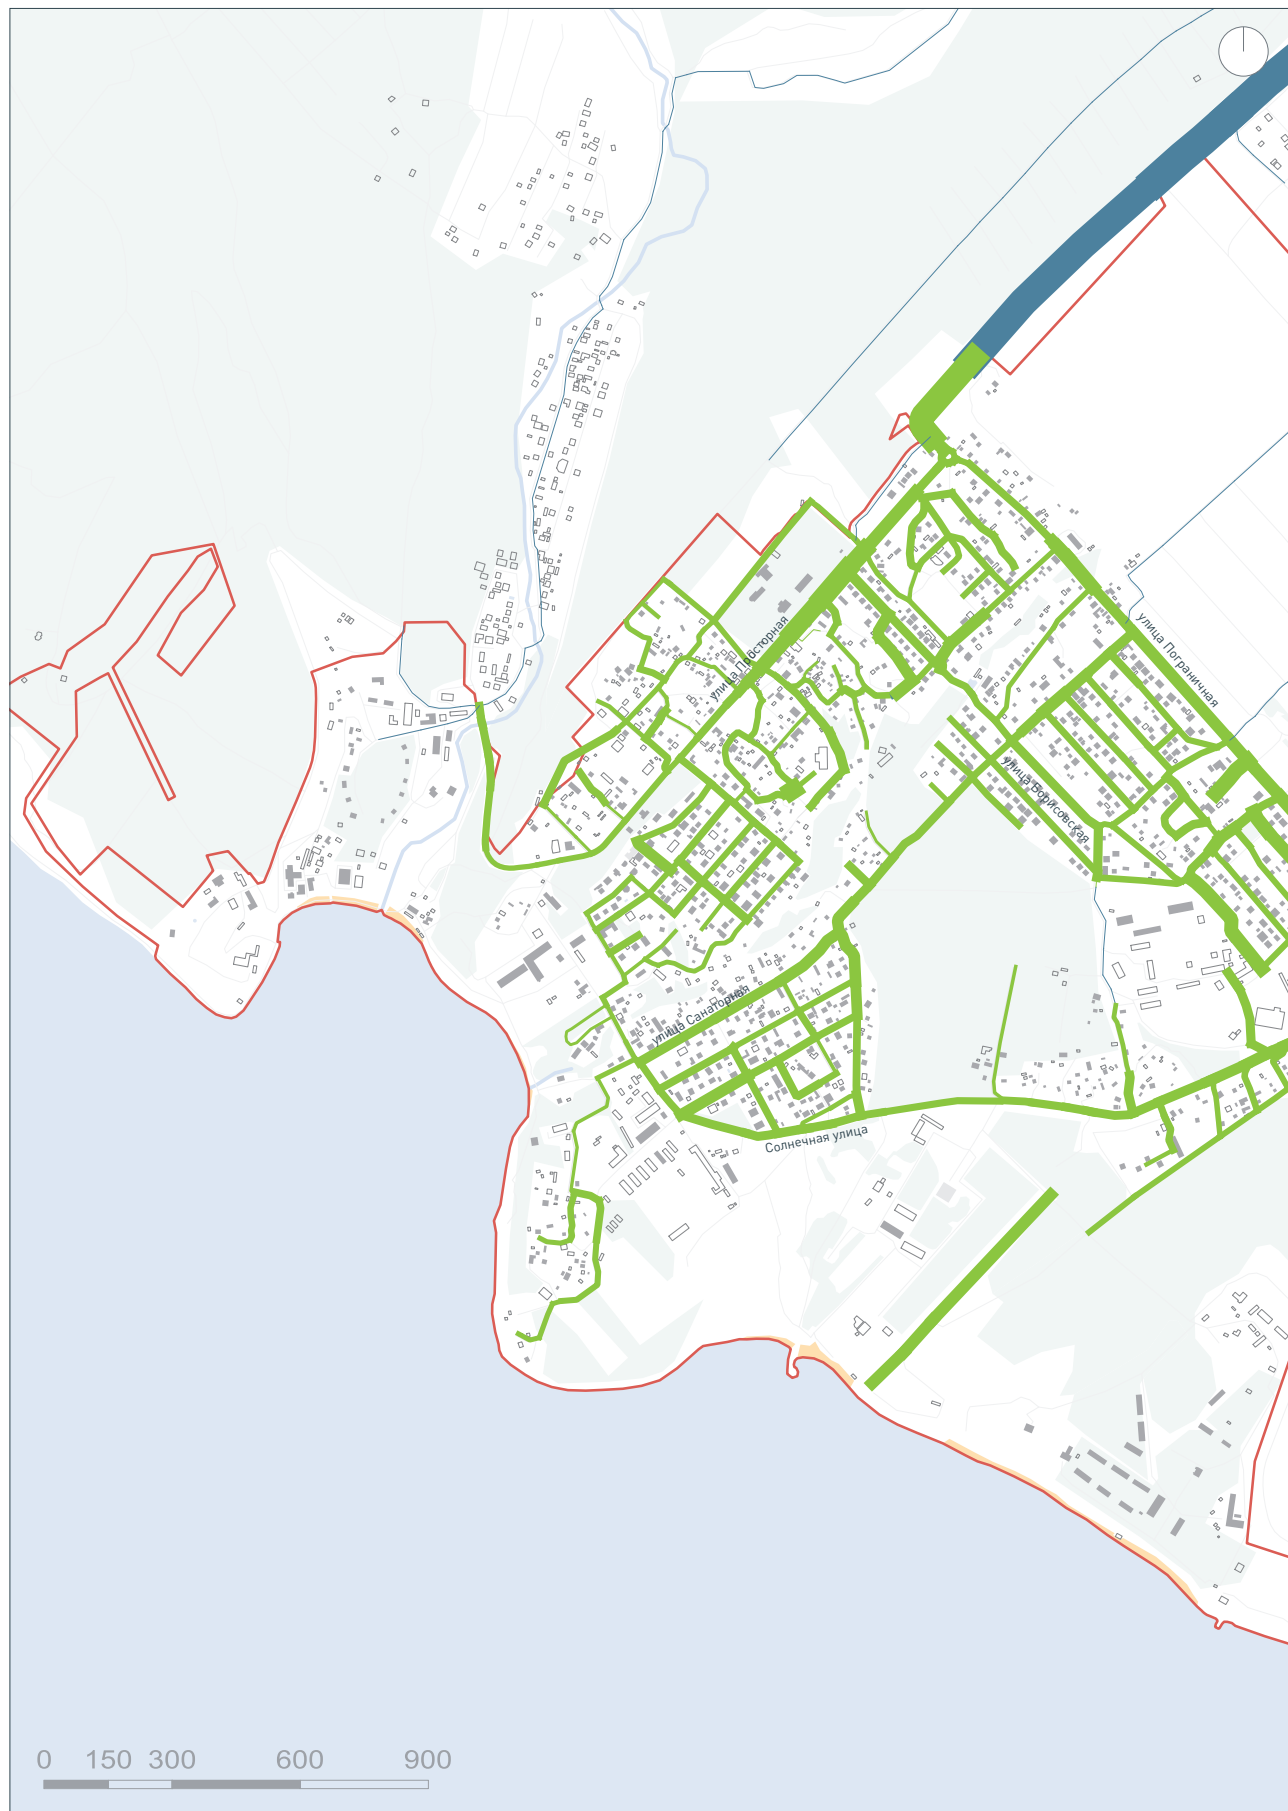 улица Просторная
улица Пограничная
улица Борисовская
улица Санаторная
Солнечная улица
0 150 300 600 900